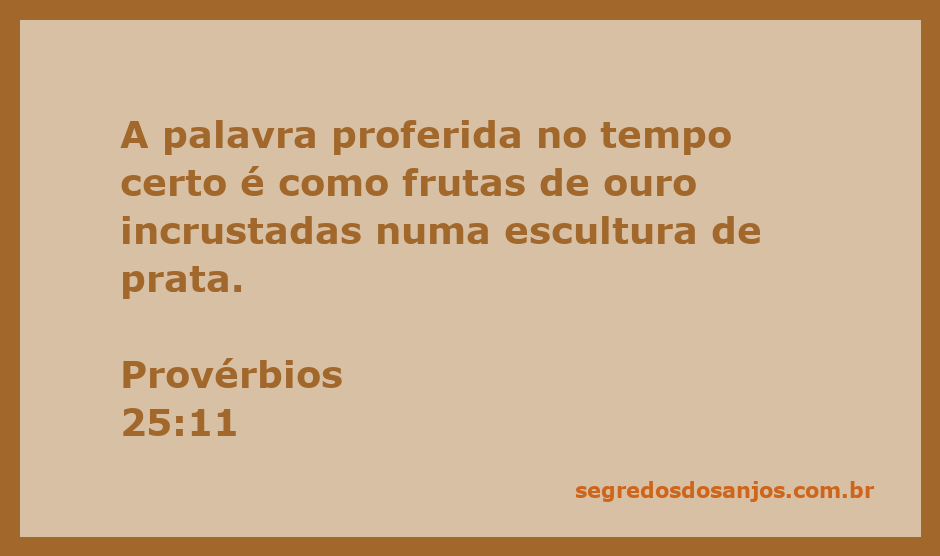 A palavra proferida no tempo
certo é como frutas de ouro
incrustadas numa escultura de
prata.
Provérbios
25:11
segredosdosanjos.com.br